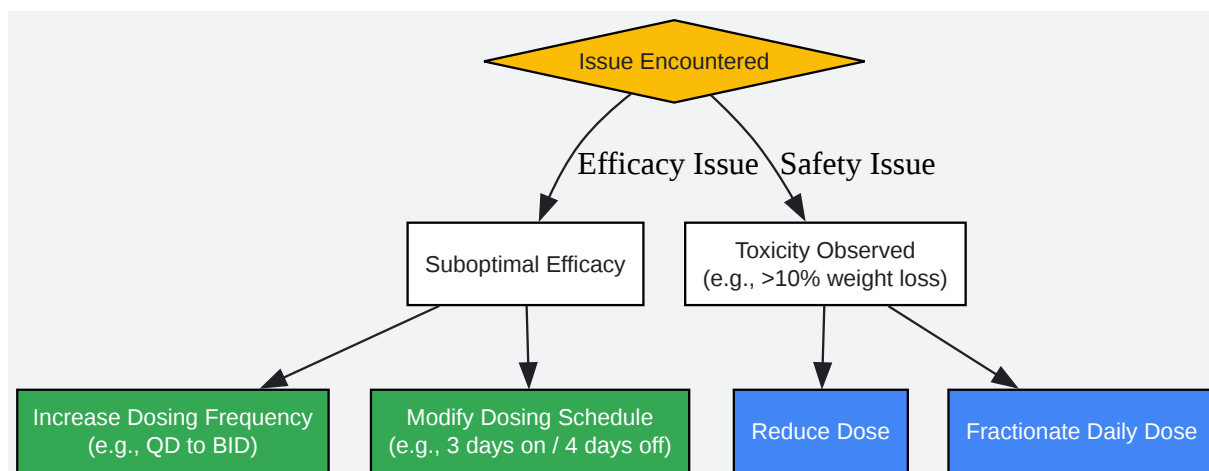 Issue Encountered
Efficacy Issue
Safety Issue
Suboptimal Efficacy
Toxicity Observed
(e.g., >10% weight loss)
Increase Dosing Frequency
(e.g., QD to BID)
Modify Dosing Schedule
(e.g., 3 days on / 4 days off)
Reduce Dose
Fractionate Daily Dose